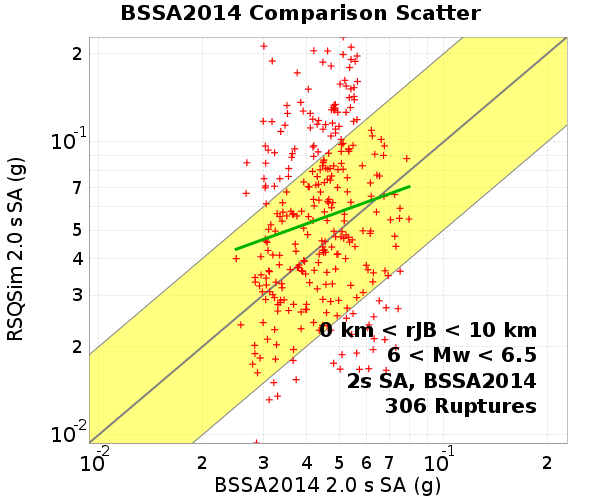 BSSA2014 Comparison Scatter
RSQSim 2.0 s SA (g)
2
10^-1
7
5
4
3
2
10^-2
0 km < rJB < 10 km
6 < Mw < 6.5
2s SA, BSSA2014
306 Ruptures
10^-2 2 3 4 5 6 7 10^-1 2
BSSA2014 2.0 s SA (g)